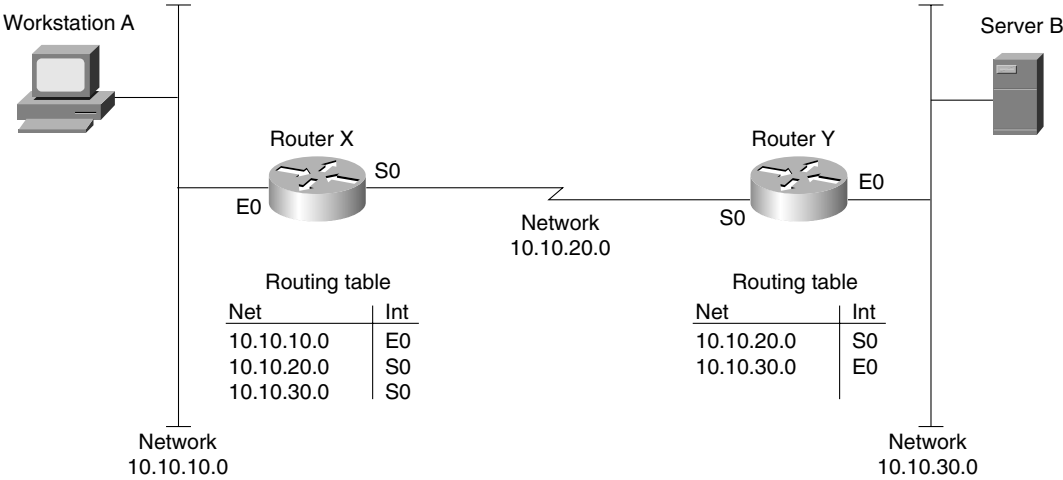 Workstation A
Server B
Router X
Router Y
S0
E0
E0
S0
Network
10.10.20.0
Routing table
Net Int
10.10.10.0 E0
10.10.20.0 S0
10.10.30.0 S0
Routing table
Net Int
10.10.20.0 S0
10.10.30.0 E0
Network
10.10.10.0
Network
10.10.30.0